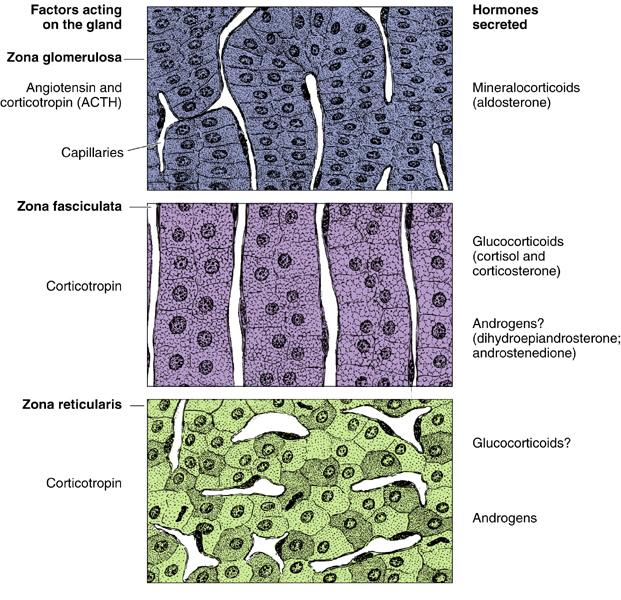 Factors acting
on the gland
Hormones
secreted
Zona glomerulosa
Angiotensin and
corticotropin (ACTH)
Mineralocorticoids
(aldosterone)
Capillaries
Zona fasciculata
Glucocorticoids
(cortisol and
corticosterone)
Corticotropin
Androgens?
(dihydroepiandrosterone;
androstenedione)
Zona reticularis
Glucocorticoids?
Corticotropin
Androgens